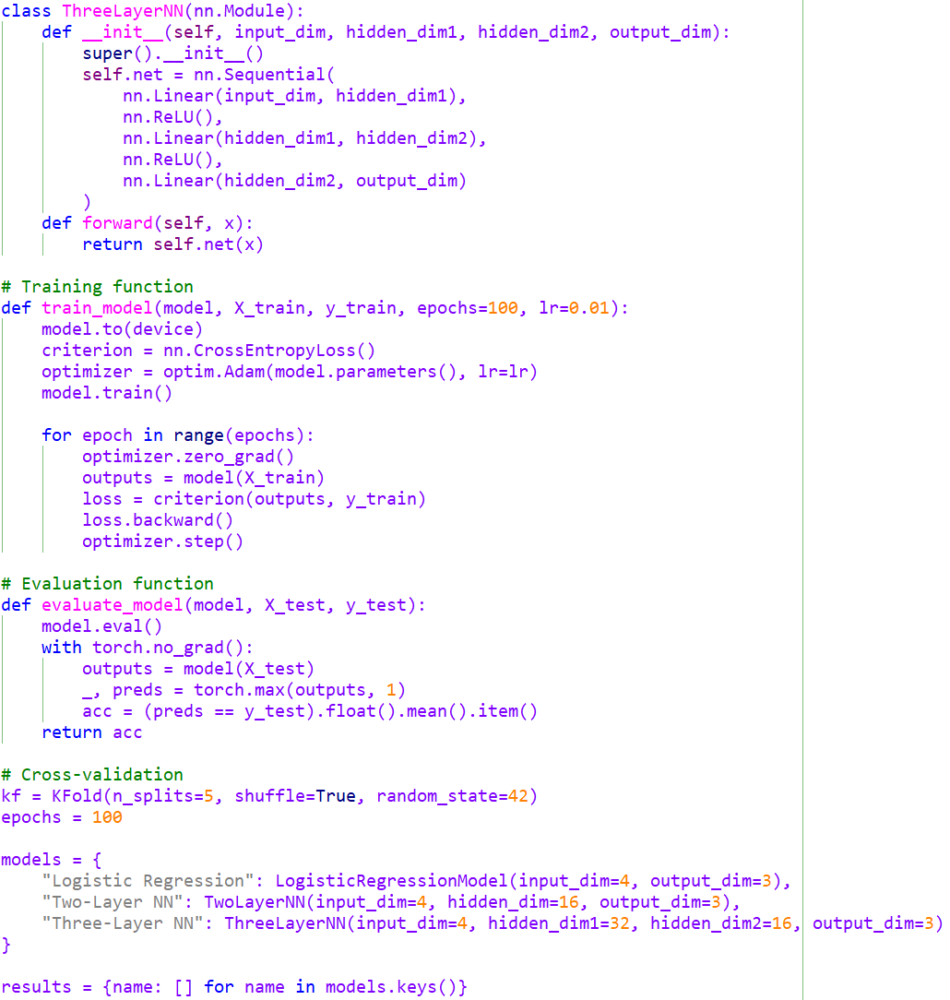 class ThreeLayerNN(nn.Module):
    def __init__(self, input_dim, hidden_dim1, hidden_dim2, output_dim):
        super().__init__()
        self.net = nn.Sequential(
            nn.Linear(input_dim, hidden_dim1),
            nn.ReLU(),
            nn.Linear(hidden_dim1, hidden_dim2),
            nn.ReLU(),
            nn.Linear(hidden_dim2, output_dim)
        )
    def forward(self, x):
        return self.net(x)

# Training function
def train_model(model, X_train, y_train, epochs=100, lr=0.01):
    model.to(device)
    criterion = nn.CrossEntropyLoss()
    optimizer = optim.Adam(model.parameters(), lr=lr)
    model.train()

    for epoch in range(epochs):
        optimizer.zero_grad()
        outputs = model(X_train)
        loss = criterion(outputs, y_train)
        loss.backward()
        optimizer.step()

# Evaluation function
def evaluate_model(model, X_test, y_test):
    model.eval()
    with torch.no_grad():
        outputs = model(X_test)
        _, preds = torch.max(outputs, 1)
        acc = (preds == y_test).float().mean().item()
    return acc

# Cross-validation
kf = KFold(n_splits=5, shuffle=True, random_state=42)
epochs = 100

models = {
    "Logistic Regression": LogisticRegressionModel(input_dim=4, output_dim=3),
    "Two-Layer NN": TwoLayerNN(input_dim=4, hidden_dim=16, output_dim=3),
    "Three-Layer NN": ThreeLayerNN(input_dim=4, hidden_dim1=32, hidden_dim2=16, output_dim=3)
}

results = {name: [] for name in models.keys()}